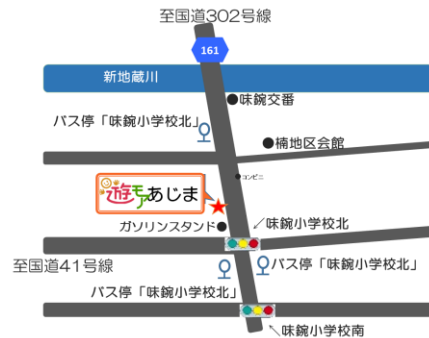 至国道302号線
161
新地蔵川
味鋺交番
バス停「味鋺小学校北」
楠地区会館
コンビニ
遊モアあじま
ガソリンスタンド
味鋺小学校北
至国道41号線
バス停「味鋺小学校北」
バス停「味鋺小学校北」
味鋺小学校南